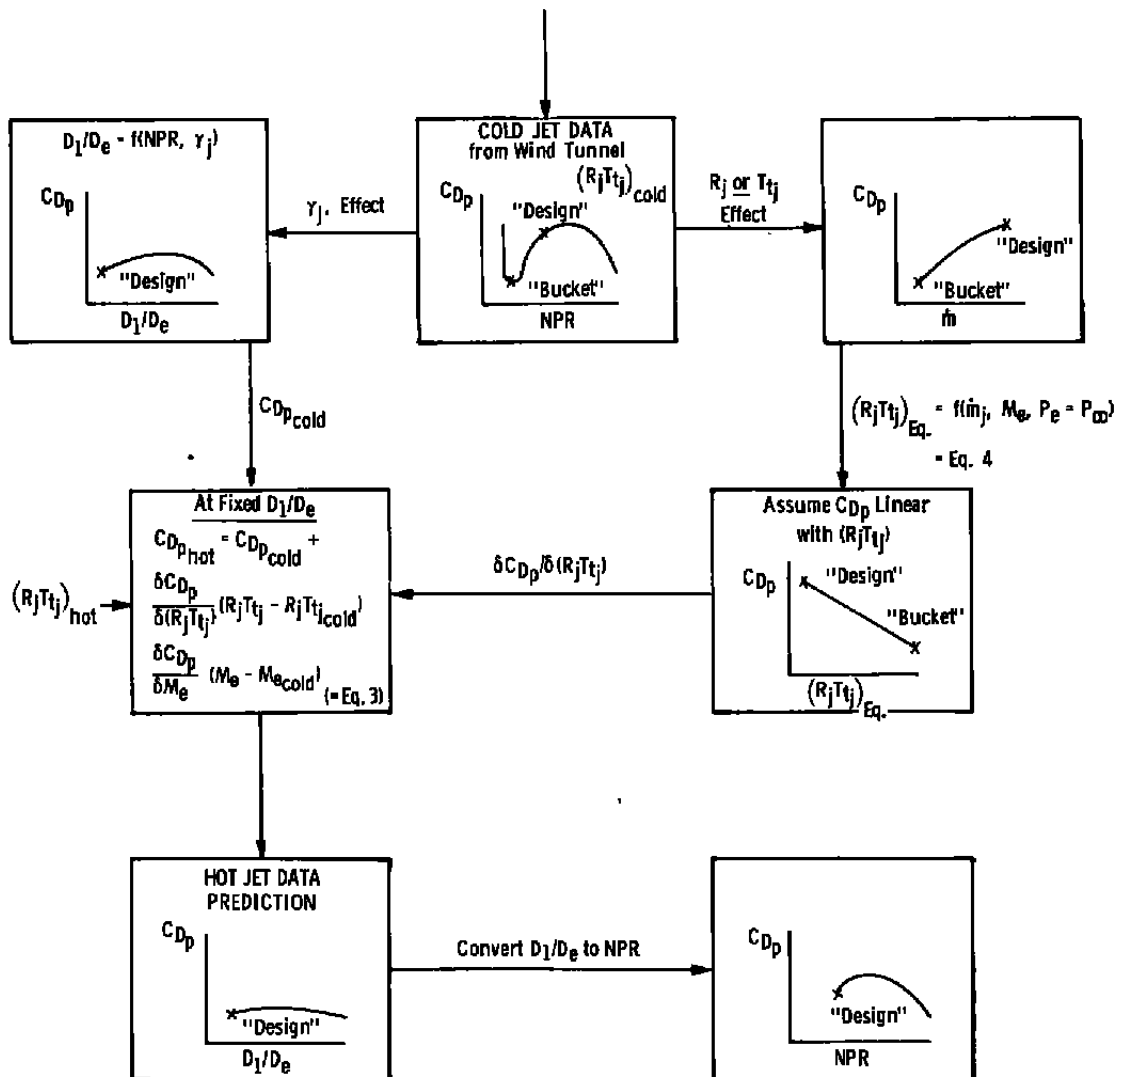 D1/De = f(NPR, γj)
CDp
"Design"
D1/De
γj, Effect
COLD JET DATA
from Wind Tunnel
(RjTtj)cold
CDp
"Design"
"Bucket"
NPR
Rj or Ttj
Effect
CDp
"Design"
"Bucket"
ṁ
CDpcold
(RjTtj)Eq. = f(ṁj, Me, Pe = P∞)
= Eq. 4
(RjTtj)hot
At Fixed D1/De
CDphot = CDpcold +
δCDp/δ(RjTtj) (RjTtj - RjTtjcold)
δCDp/δMe (Me - Mecold)
(=Eq. 3)
δCDp/δ(RjTtj)
Assume CDp Linear
with (RjTtj)
CDp
"Design"
"Bucket"
(RjTtj)Eq.
HOT JET DATA
PREDICTION
CDp
"Design"
D1/De
Convert D1/De to NPR
CDp
"Design"
NPR